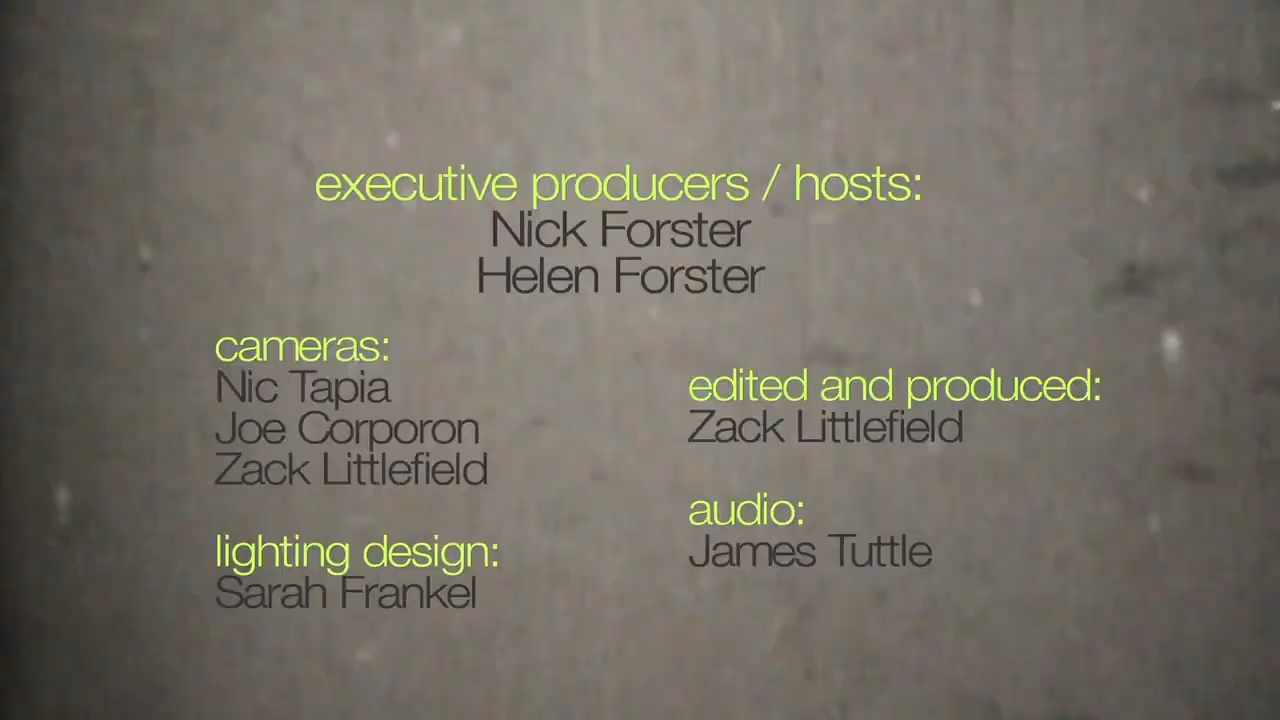 executive producers / hosts:
Nick Forster
Helen Forster
cameras:
Nic Tapia
Joe Corporon
Zack Littlefield
lighting design:
Sarah Frankel
edited and produced:
Zack Littlefield
audio:
James Tuttle